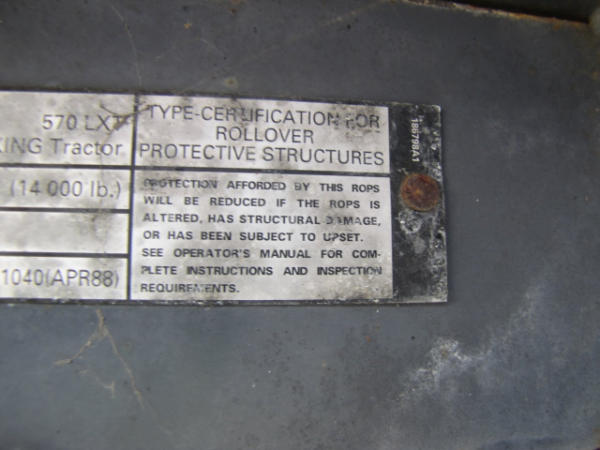 570 LXT
KING Tractor
(14 000 lb.)
1040(APR88)
TYPE-CERTIFICATION FOR
ROLLOVER
PROTECTIVE STRUCTURES
PROTECTION AFFORDED BY THIS ROPS
WILL BE REDUCED IF THE ROPS IS
ALTERED, HAS STRUCTURAL DAMAGE,
OR HAS BEEN SUBJECT TO UPSET.
SEE OPERATOR'S MANUAL FOR COM-
PLETE INSTRUCTIONS AND INSPECTION
REQUIREMENTS.
186798A1